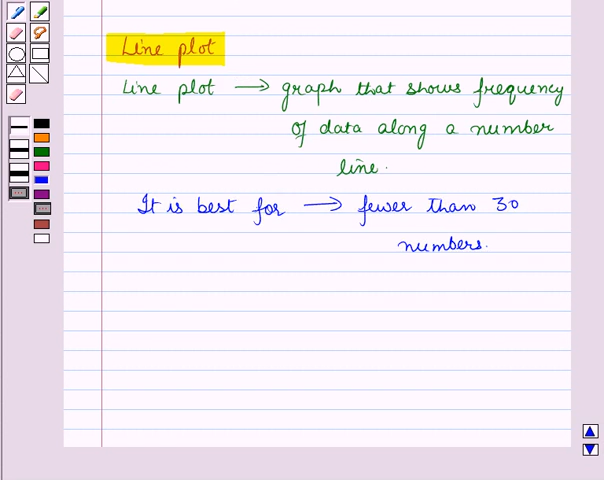 Line plot
Line plot → graph that shows frequency
of data along a number
line.
It is best for → fewer than 30
numbers.